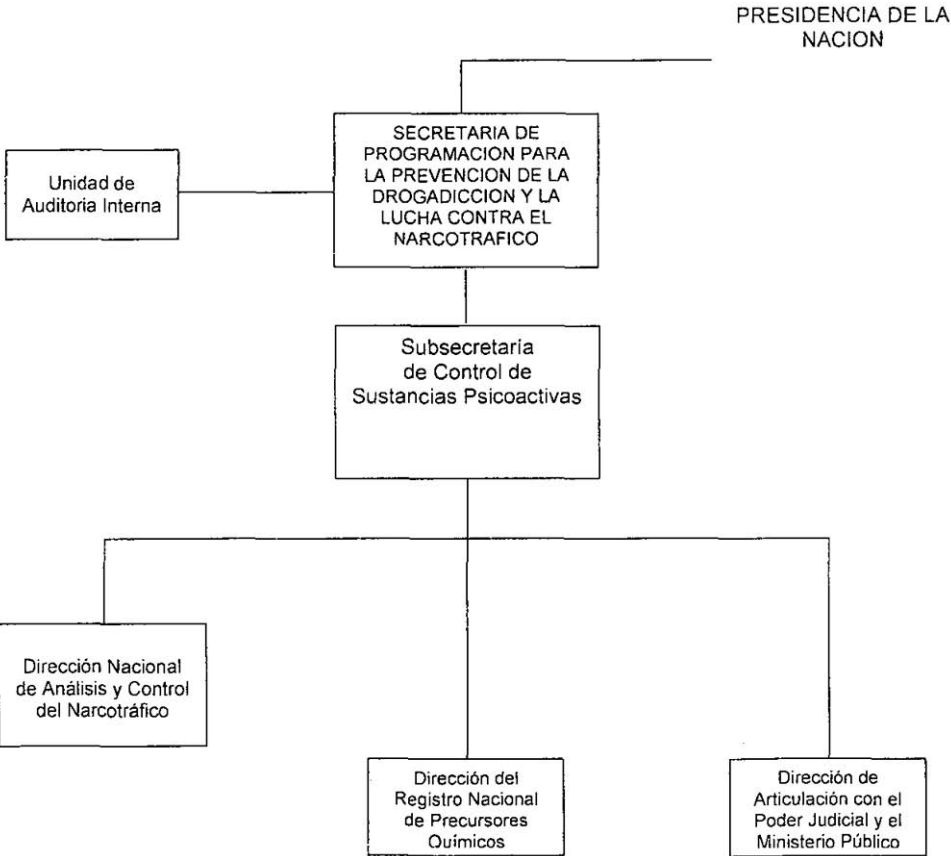 PRESIDENCIA DE LA
NACION
SECRETARIA DE
PROGRAMACION PARA
LA PREVENCION DE LA
DROGADICCION Y LA
LUCHA CONTRA EL
NARCOTRAFICO
Unidad de
Auditoria Interna
Subsecretaría
de Control de
Sustancias Psicoactivas
Dirección Nacional
de Análisis y Control
del Narcotráfico
Dirección del
Registro Nacional
de Precursores
Químicos
Dirección de
Articulación con el
Poder Judicial y el
Ministerio Público